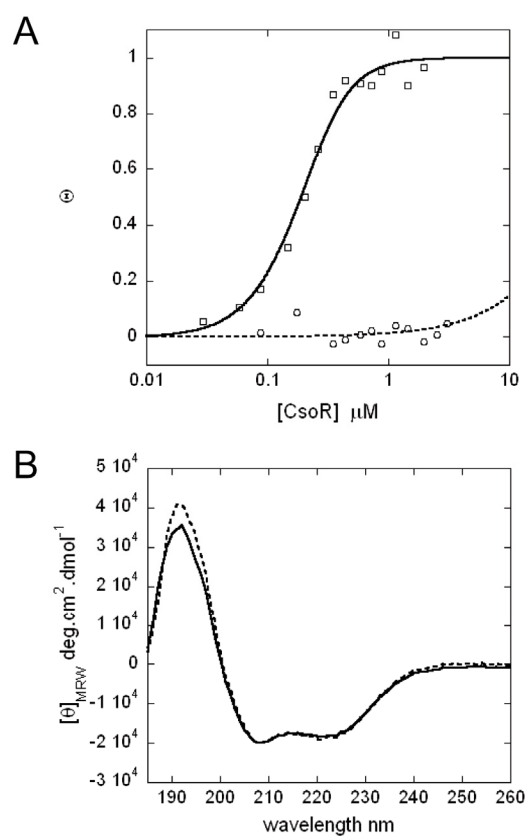 A
1
0.8
0.6
Θ
0.4
0.2
0
0.01 0.1 1 10
[CsoR] μM
B
5 10⁴
4 10⁴
3 10⁴
2 10⁴
1 10⁴
0
-1 10⁴
-2 10⁴
-3 10⁴
[θ]MRW deg.cm².dmol⁻¹
190 200 210 220 230 240 250 260
wavelength nm